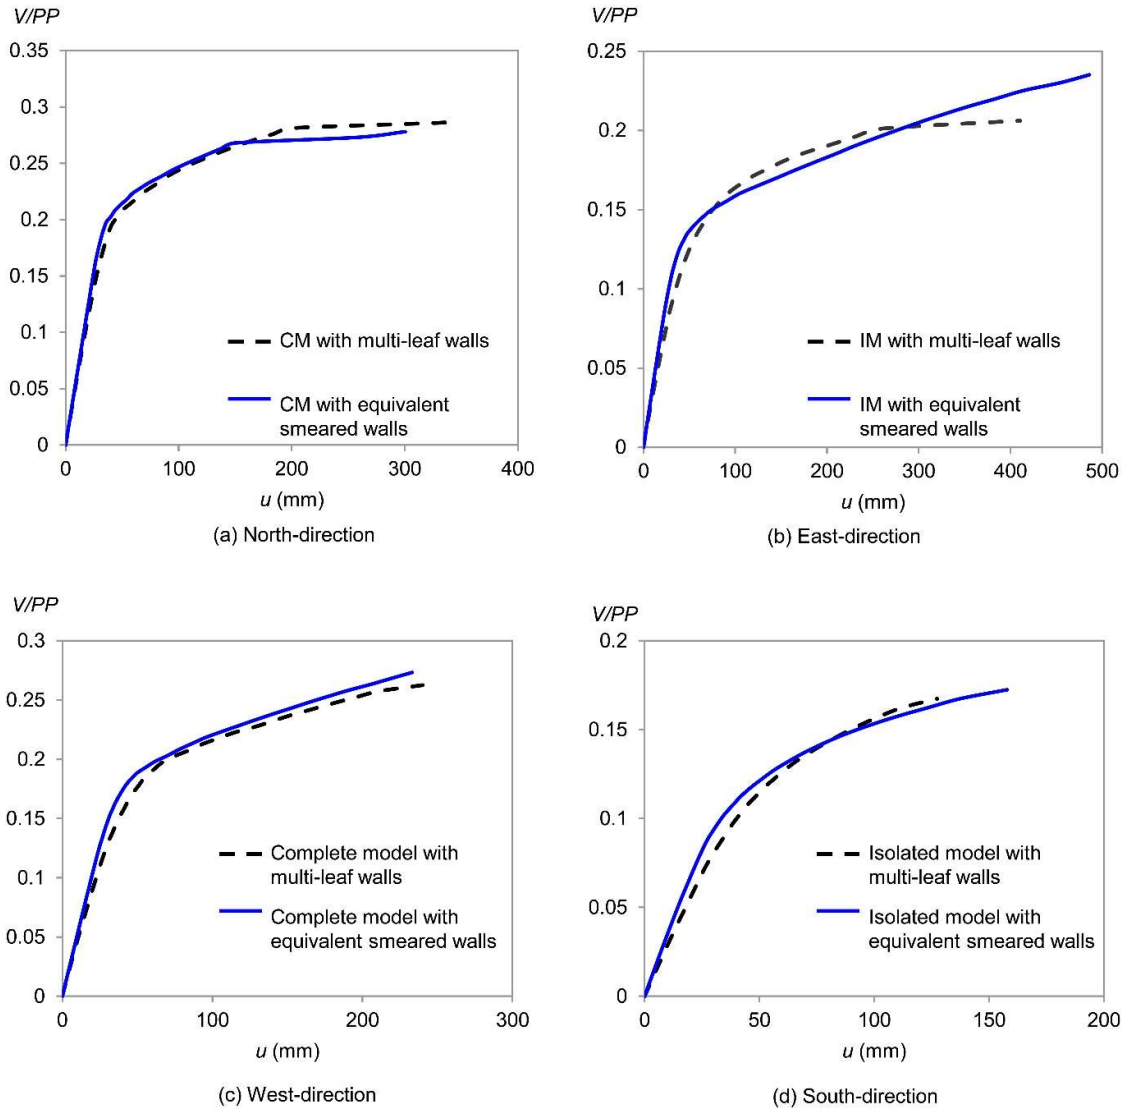 V/PP
0.35
0.3
0.25
0.2
0.15
0.1
0.05
0
0
100
200
300
400
CM with multi-leaf walls
CM with equivalent
smeared walls
u (mm)
(a) North-direction
V/PP
0.25
0.2
0.15
0.1
0.05
0
0
100
200
300
400
500
IM with multi-leaf walls
IM with equivalent
smeared walls
u (mm)
(b) East-direction
V/PP
0.3
0.25
0.2
0.15
0.1
0.05
0
0
100
200
300
Complete model with
multi-leaf walls
Complete model with
equivalent smeared walls
u (mm)
(c) West-direction
V/PP
0.2
0.15
0.1
0.05
0
0
50
100
150
200
Isolated model with
multi-leaf walls
Isolated model with
equivalent smeared walls
u (mm)
(d) South-direction